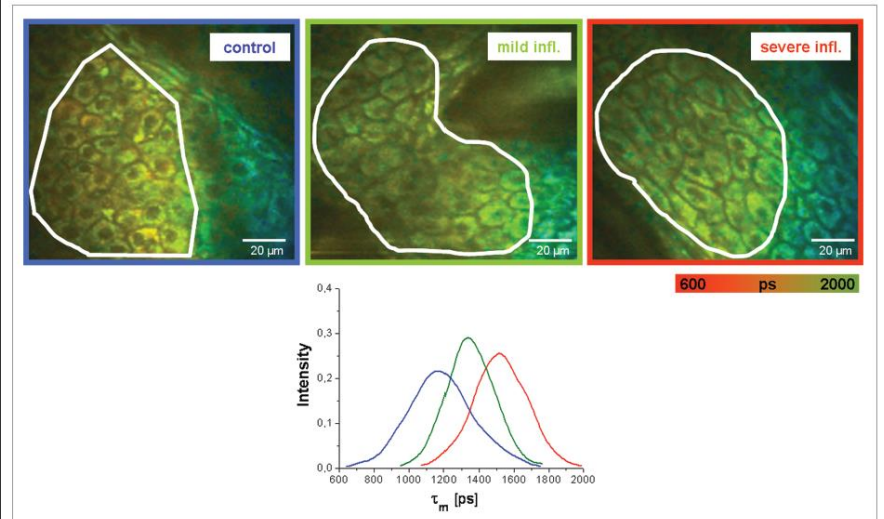 control
mild infl.
severe infl.
20 µm
20 µm
20 µm
600 ps 2000
0,4
0,3
0,2
0,1
0,0
Intensity
600 800 1000 1200 1400 1600 1800 2000
τm [ps]